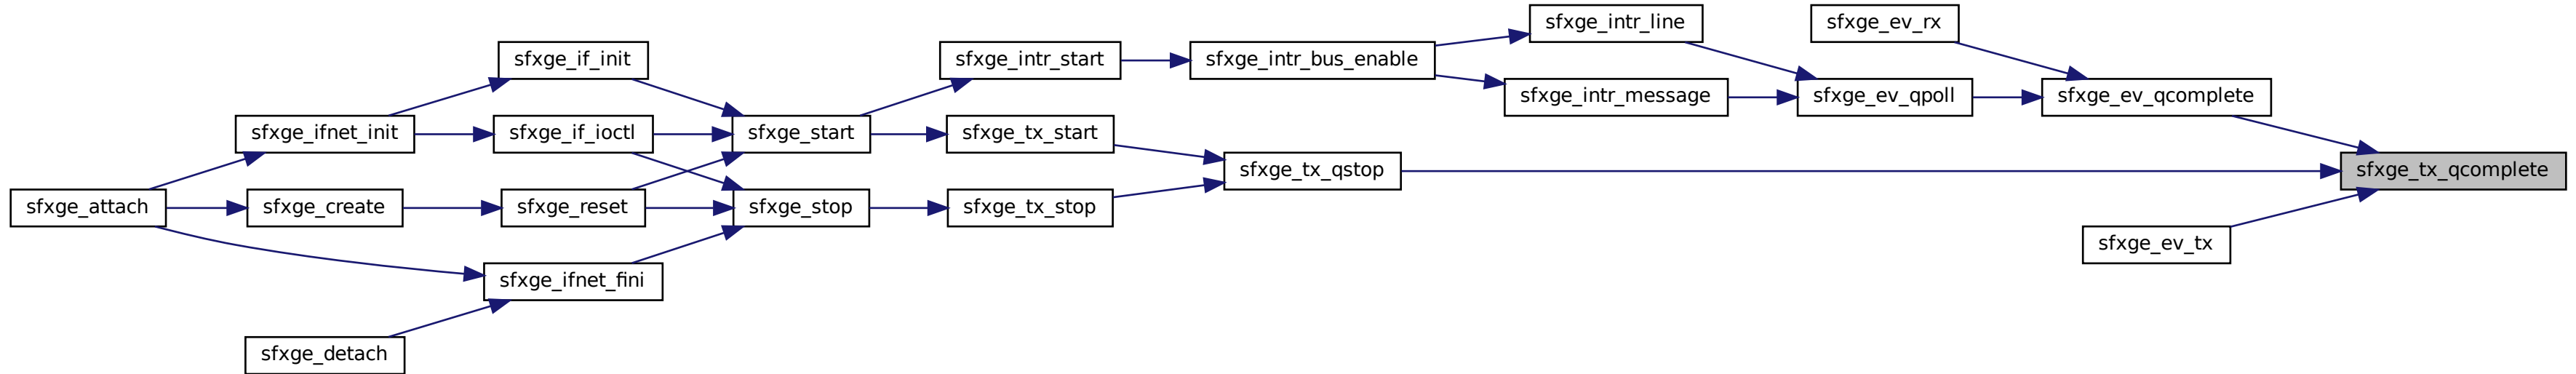 sfxge_intr_line
sfxge_ev_rx
sfxge_if_init
sfxge_intr_start
sfxge_intr_bus_enable
sfxge_intr_message
sfxge_ev_qpoll
sfxge_ev_qcomplete
sfxge_ifnet_init
sfxge_if_ioctl
sfxge_start
sfxge_tx_start
sfxge_tx_qstop
sfxge_tx_qcomplete
sfxge_attach
sfxge_create
sfxge_reset
sfxge_stop
sfxge_tx_stop
sfxge_ev_tx
sfxge_ifnet_fini
sfxge_detach